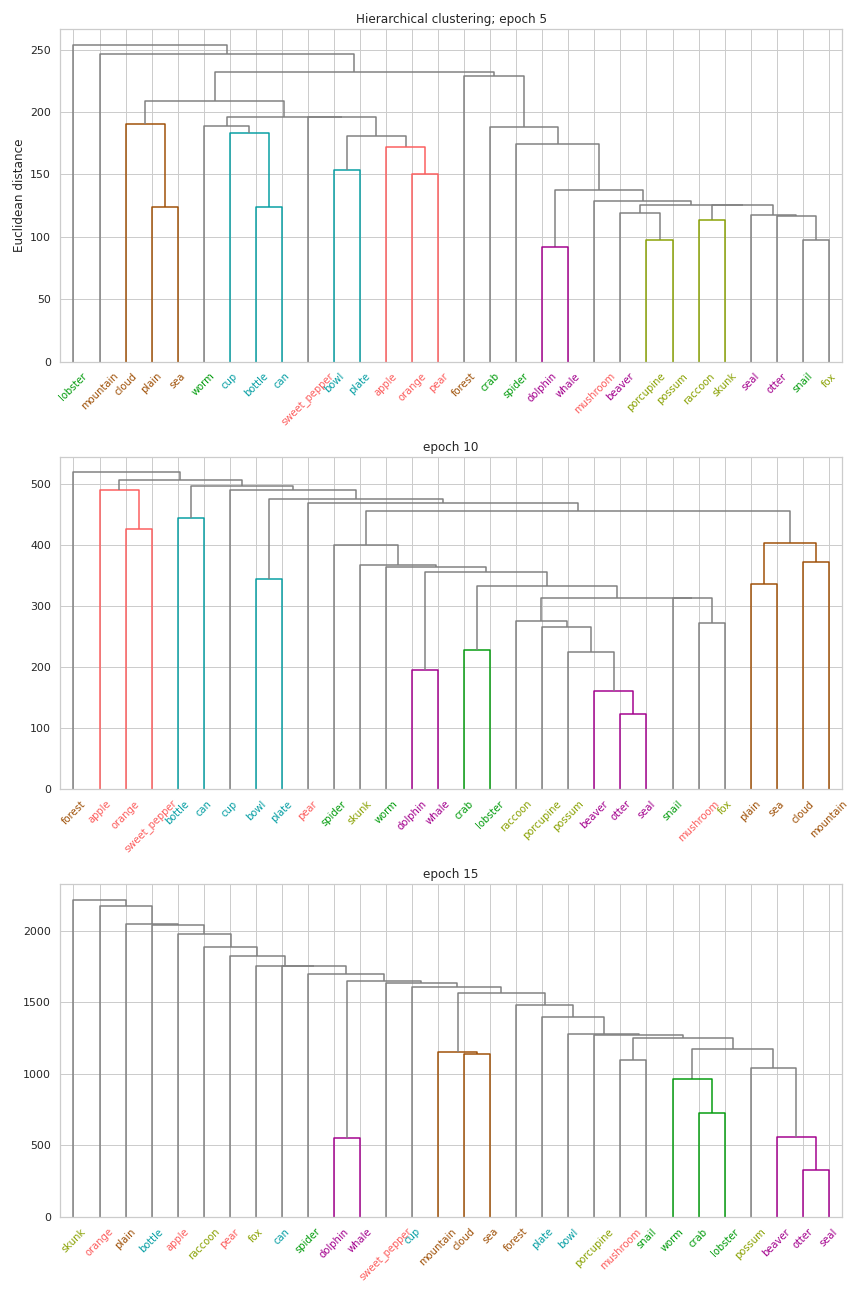 Hierarchical clustering; epoch 5
Euclidean distance
250
200
150
100
50
0
lobster mountain cloud plain sea worm cup bottle can sweet_pepper bowl plate apple orange pear forest crab spider dolphin whale mushroom beaver porcupine possum raccoon skunk seal otter snail fox
epoch 10
500
400
300
200
100
0
forest apple orange sweet_pepper bottle can cup bowl plate pear spider skunk worm dolphin whale crab lobster raccoon porcupine possum beaver otter seal snail mushroom fox plain sea cloud mountain
epoch 15
2000
1500
1000
500
0
skunk orange plain bottle apple raccoon pear fox can spider dolphin whale sweet_pepper cup mountain cloud sea forest plate bowl porcupine mushroom snail worm crab lobster possum beaver otter seal